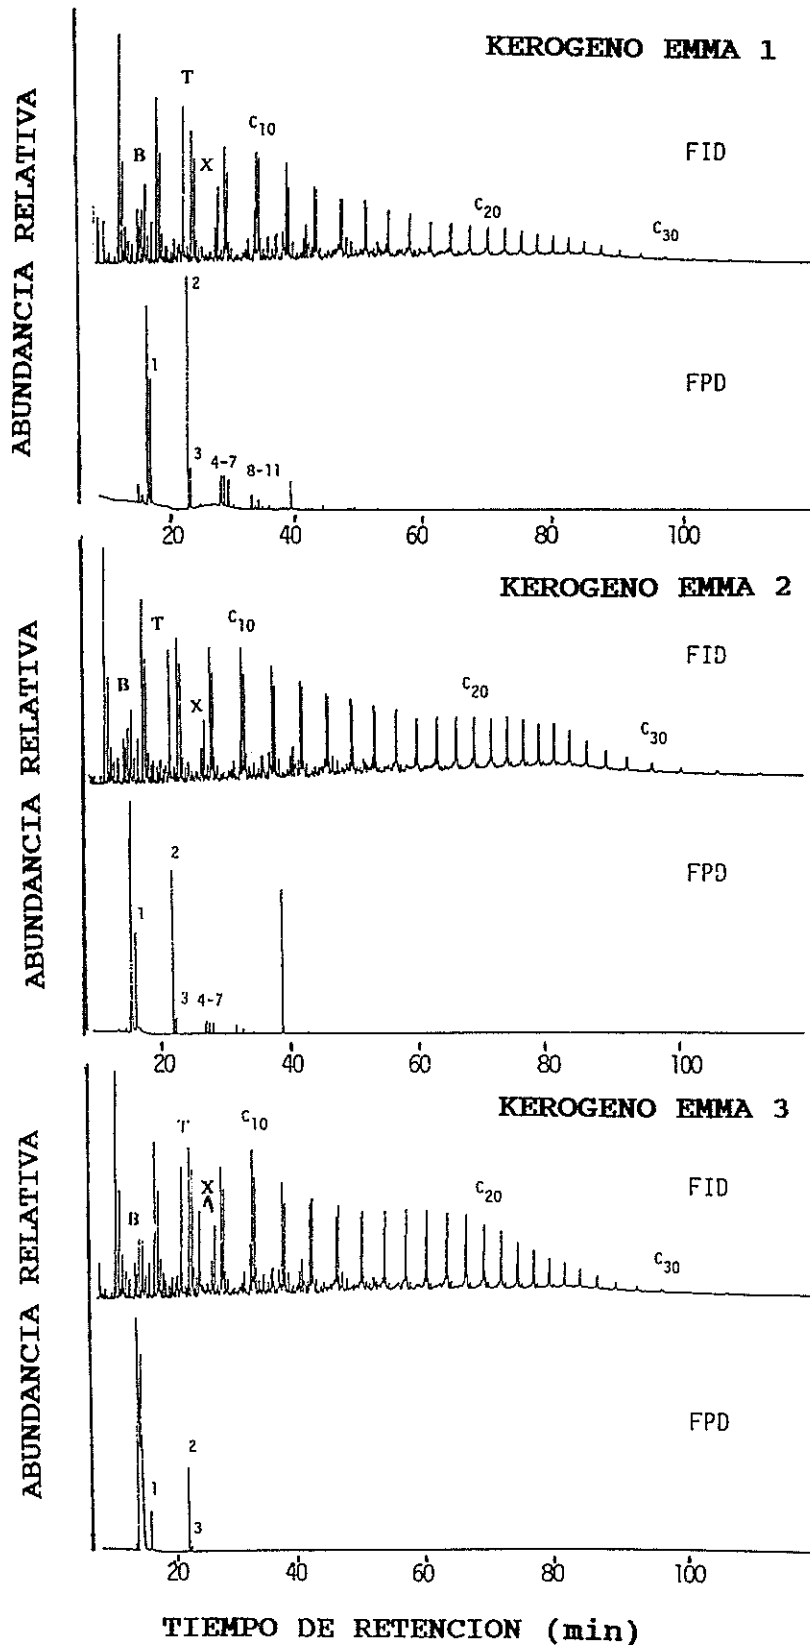 KEROGENO EMMA 1
ABUNDANCIA RELATIVA
FID
B
T
X
C10
C20
C30
FPD
1
2
3
4-7
8-11
20 40 60 80 100
KEROGENO EMMA 2
ABUNDANCIA RELATIVA
FID
B
T
X
C10
C20
C30
FPD
1
2
3
4-7
20 40 60 80 100
KEROGENO EMMA 3
ABUNDANCIA RELATIVA
FID
B
T
X
C10
C20
C30
FPD
1
2
3
20 40 60 80 100
TIEMPO DE RETENCION (min)